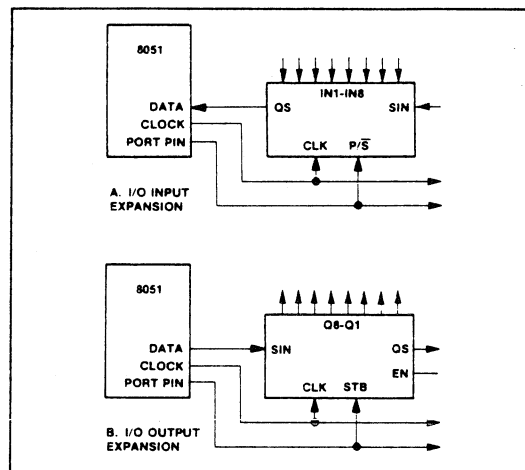 8051
IN1-IN8
DATA
QS
SIN
CLOCK
PORT PIN
CLK
P/S̅
A. I/O INPUT
EXPANSION
8051
Q8-Q1
DATA
SIN
QS
CLOCK
EN
PORT PIN
CLK
STB
B. I/O OUTPUT
EXPANSION